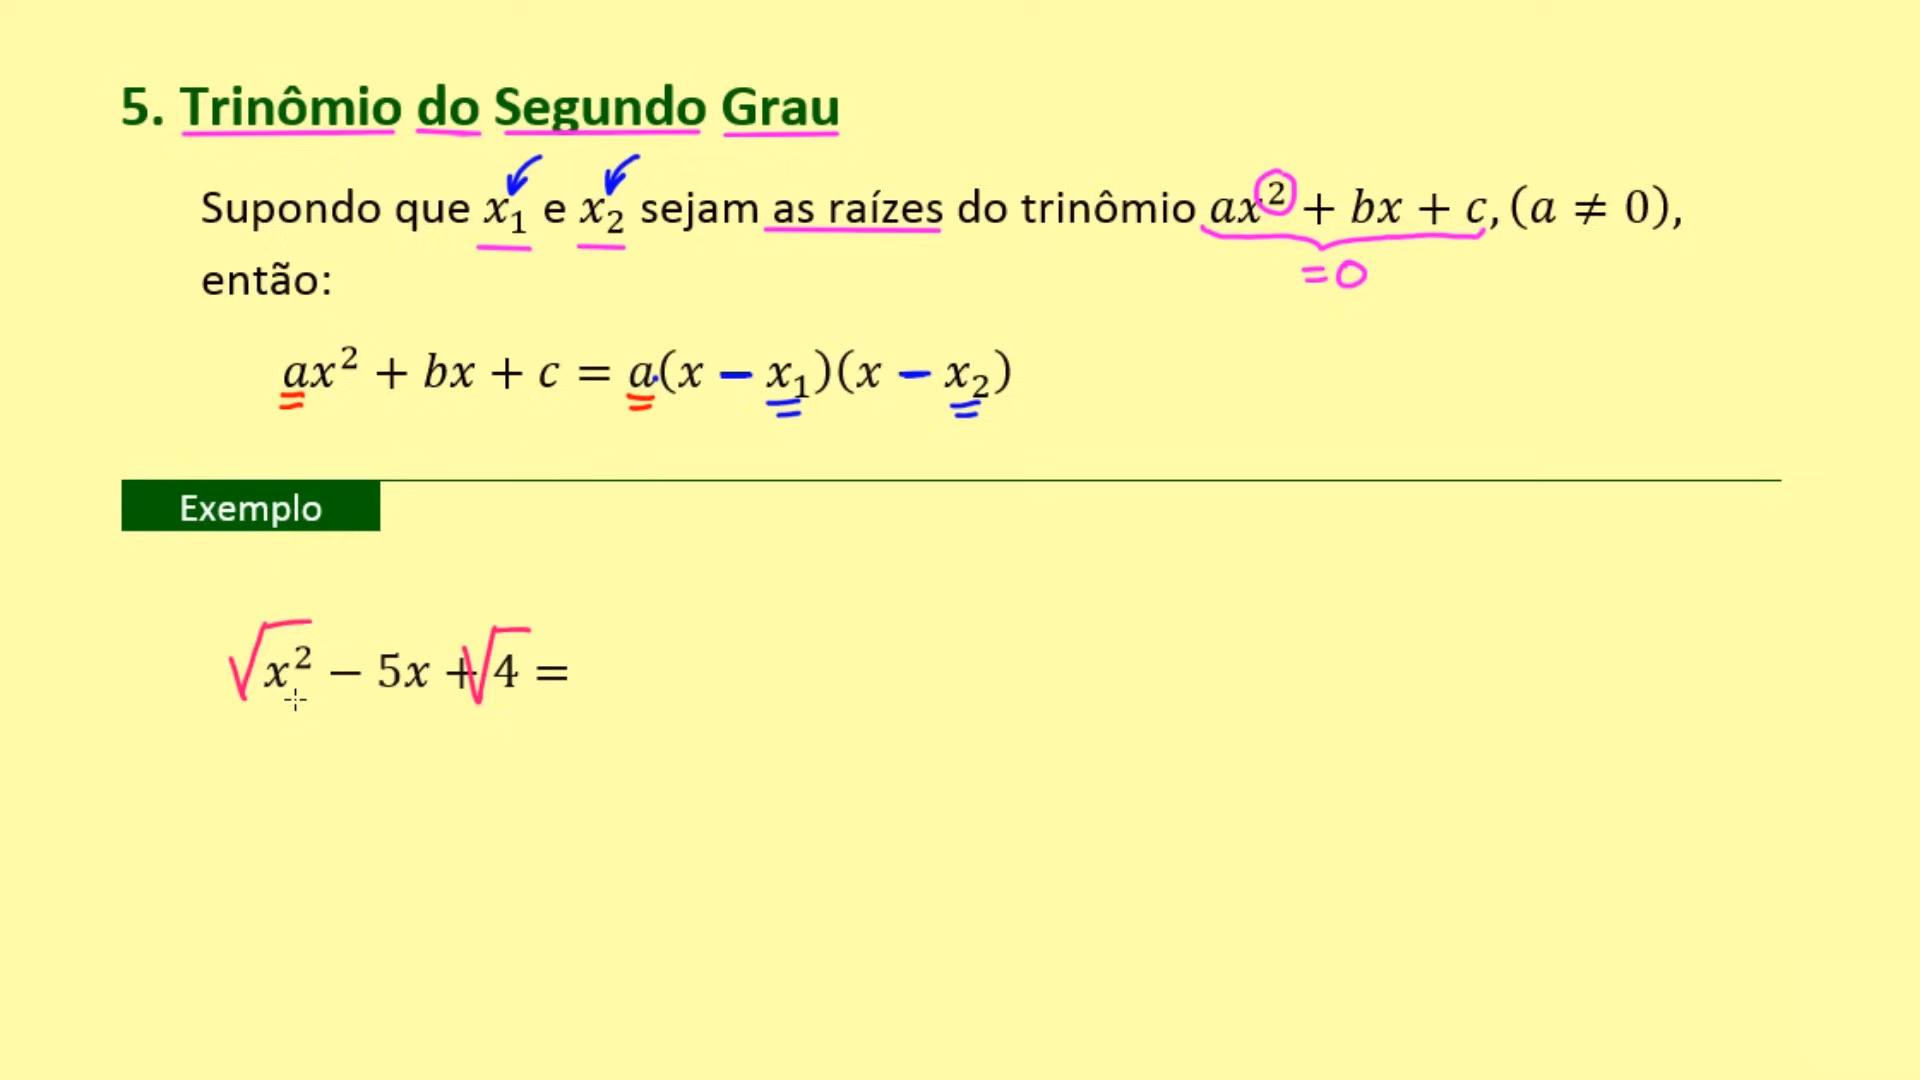 5. Trinômio do Segundo Grau
Supondo que x₁ e x₂ sejam as raízes do trinômio ax² + bx + c, (a ≠ 0),
= 0
então:
ax² + bx + c = a·(x − x₁)(x − x₂)
Exemplo
√x² − 5x + √4 =